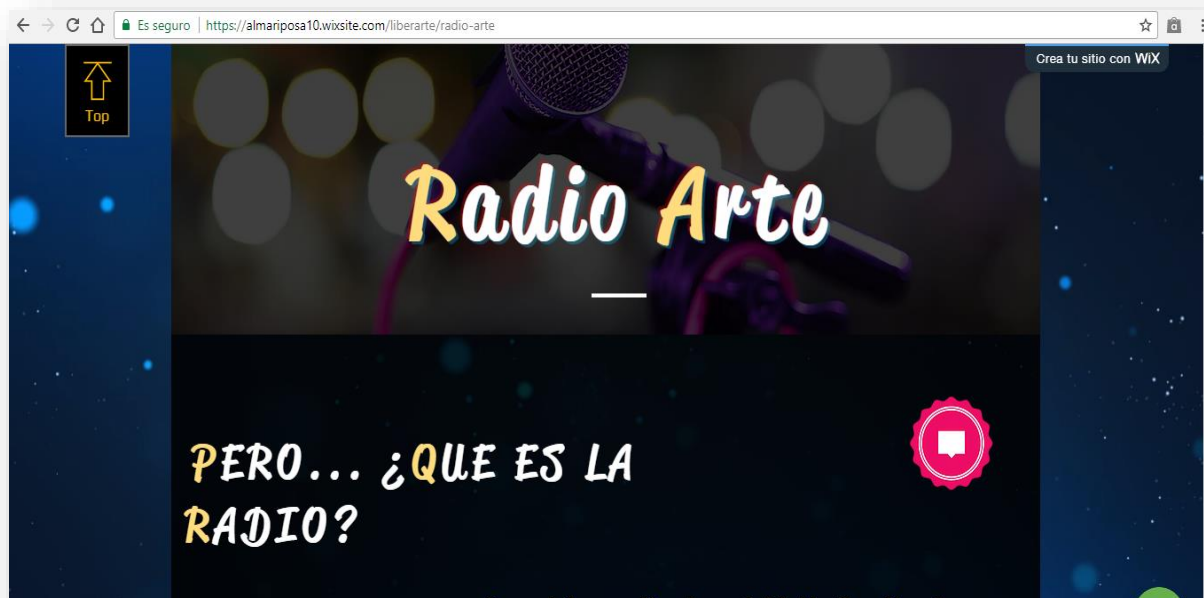 Es seguro
https://almariposa10.wixsite.com/liberarte/radio-arte
Crea tu sitio con WiX
Top
Radio Arte
PERO... ¿QUE ES LA
RADIO?